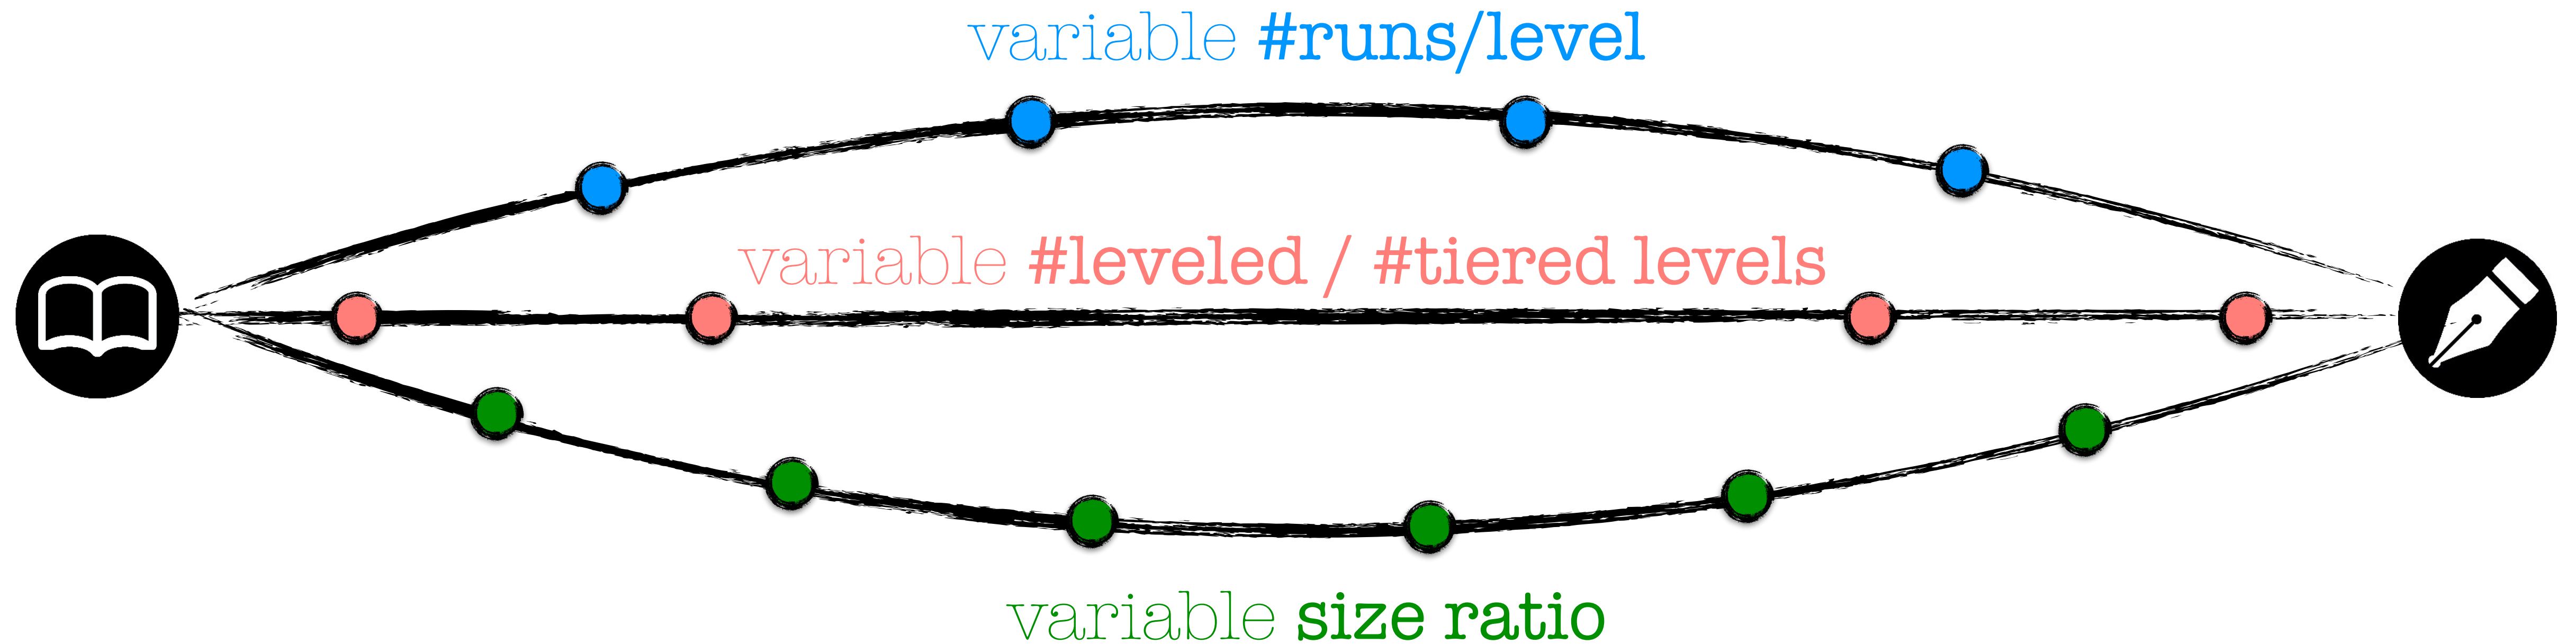 variable #runs/level
variable #leveled / #tiered levels
variable size ratio